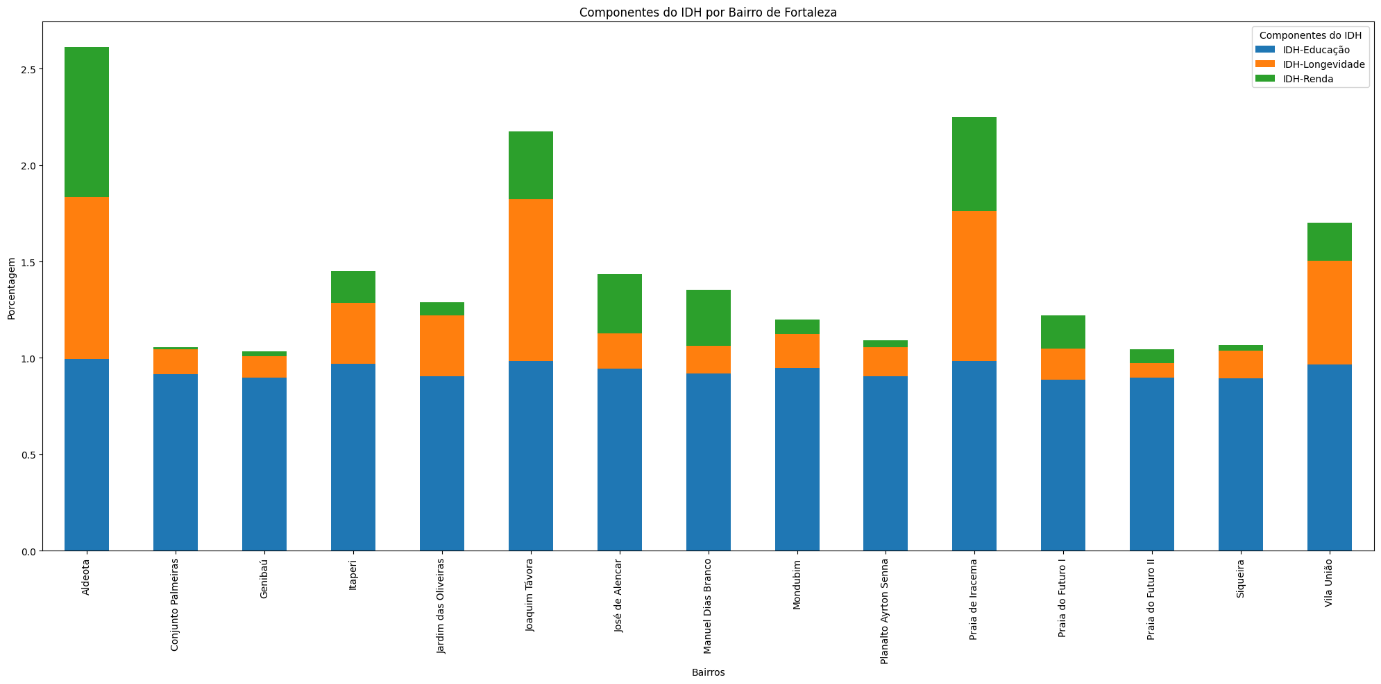 Componentes do IDH por Bairro de Fortaleza
Componentes do IDH
IDH-Educação
IDH-Longevidade
IDH-Renda
Porcentagem
2.5
2.0
1.5
1.0
0.5
0.0
Aldeota
Conjunto Palmeiras
Genibaú
Itaperi
Jardim das Oliveiras
Joaquim Távora
José de Alencar
Manuel Dias Branco
Mondubim
Planalto Ayrton Senna
Praia de Iracema
Praia do Futuro I
Praia do Futuro II
Siqueira
Vila União
Bairros